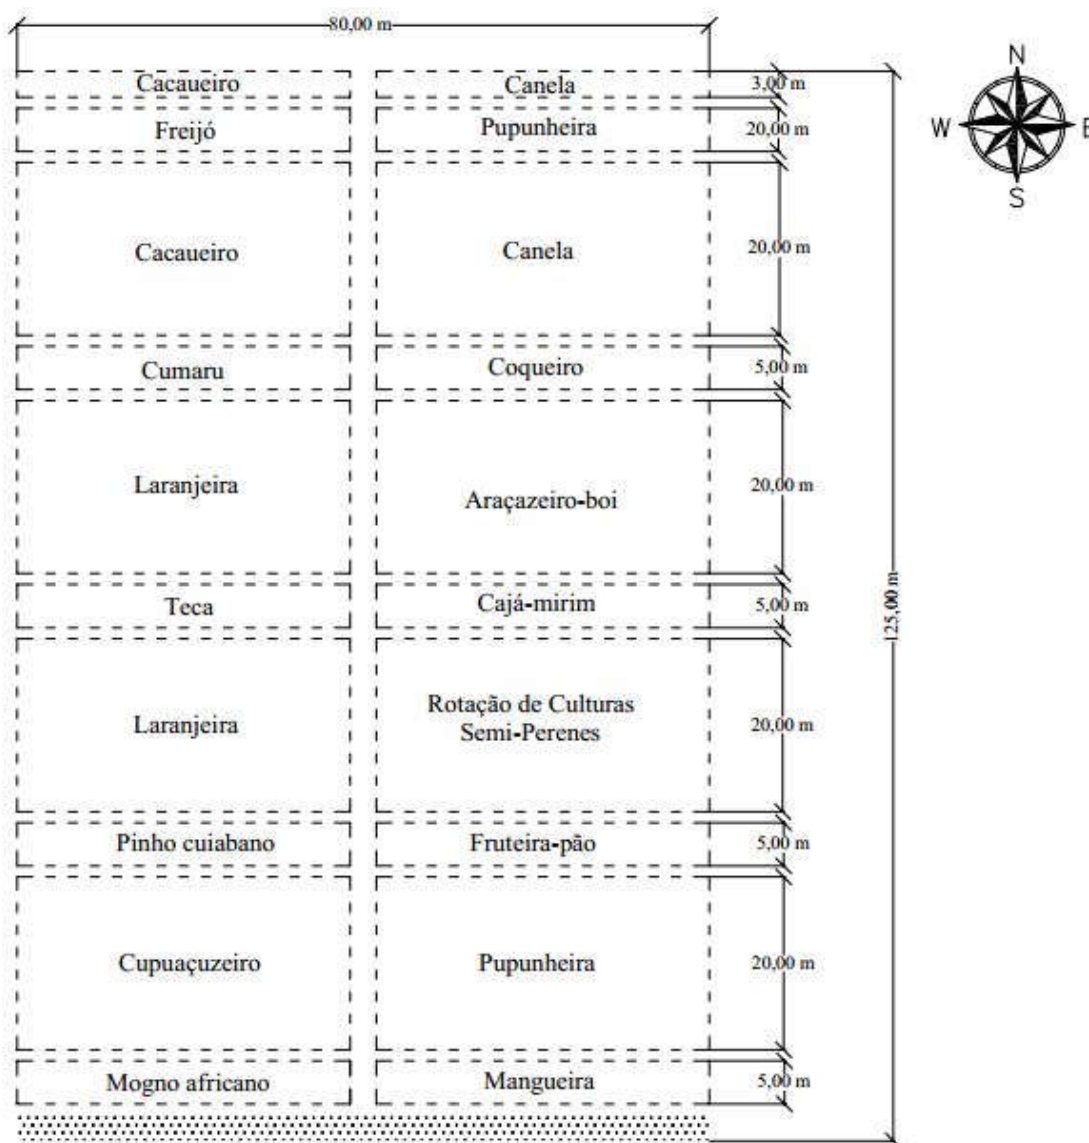 80,00 m
N
W
E
S
Cacaueiro
Canela
3,00 m
Freijó
Pupunheira
20,00 m
Cacaueiro
Canela
20,00 m
Cumaru
Coqueiro
5,00 m
Laranjeira
Araçazeiro-boi
20,00 m
Teca
Cajá-mirim
5,00 m
125,00 m
Laranjeira
Rotação de Culturas
Semi-Perenes
20,00 m
Pinho cuiabano
Fruteira-pão
5,00 m
Cupuaçuzeiro
Pupunheira
20,00 m
Mogno africano
Mangueira
5,00 m